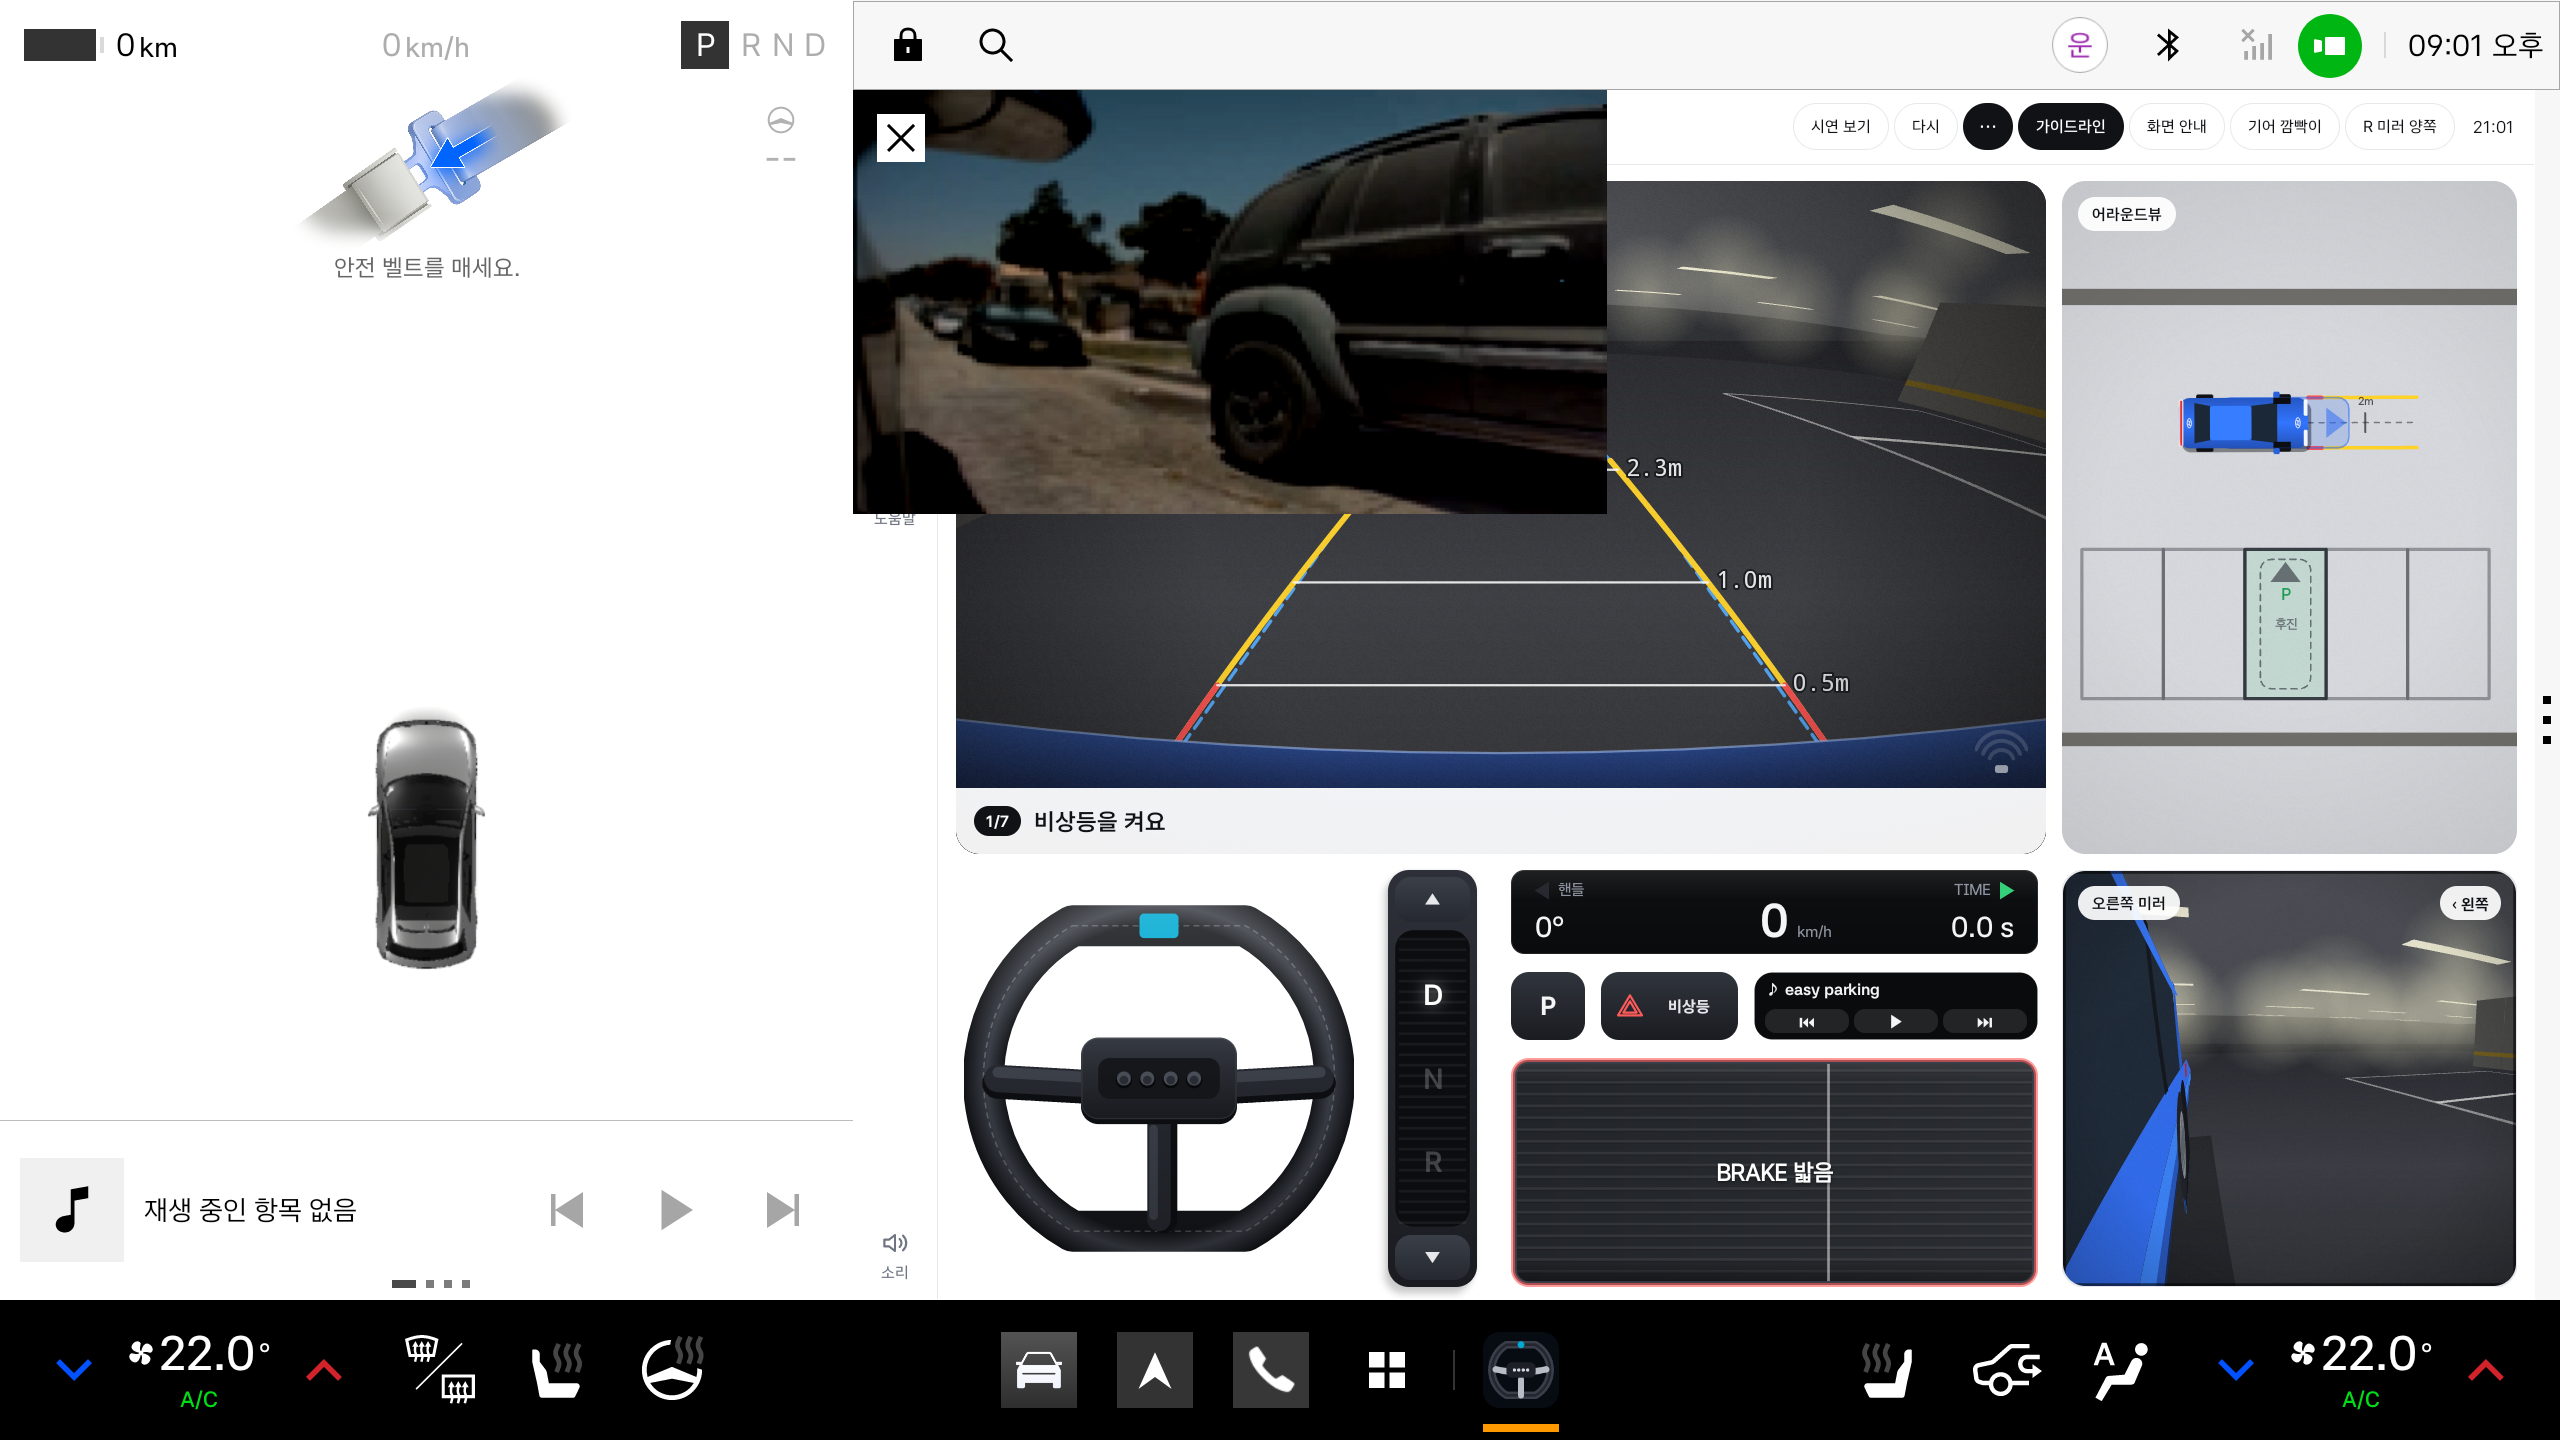 0 km
0 km/h
P R N D
운
09:01 오후
안전 벨트를 매세요.
시연 보기
다시
···
가이드라인
화면 안내
기어 깜빡이
R 미러 양쪽
21:01
도움말
2.3m
1.0m
0.5m
1/7 비상등을 켜요
어라운드뷰
2m
P
후진
핸들
0°
0 km/h
TIME
0.0 s
D
N
R
P
비상등
easy parking
BRAKE 밟음
오른쪽 미러
‹ 왼쪽
재생 중인 항목 없음
소리
22.0°
A/C
A
22.0°
A/C